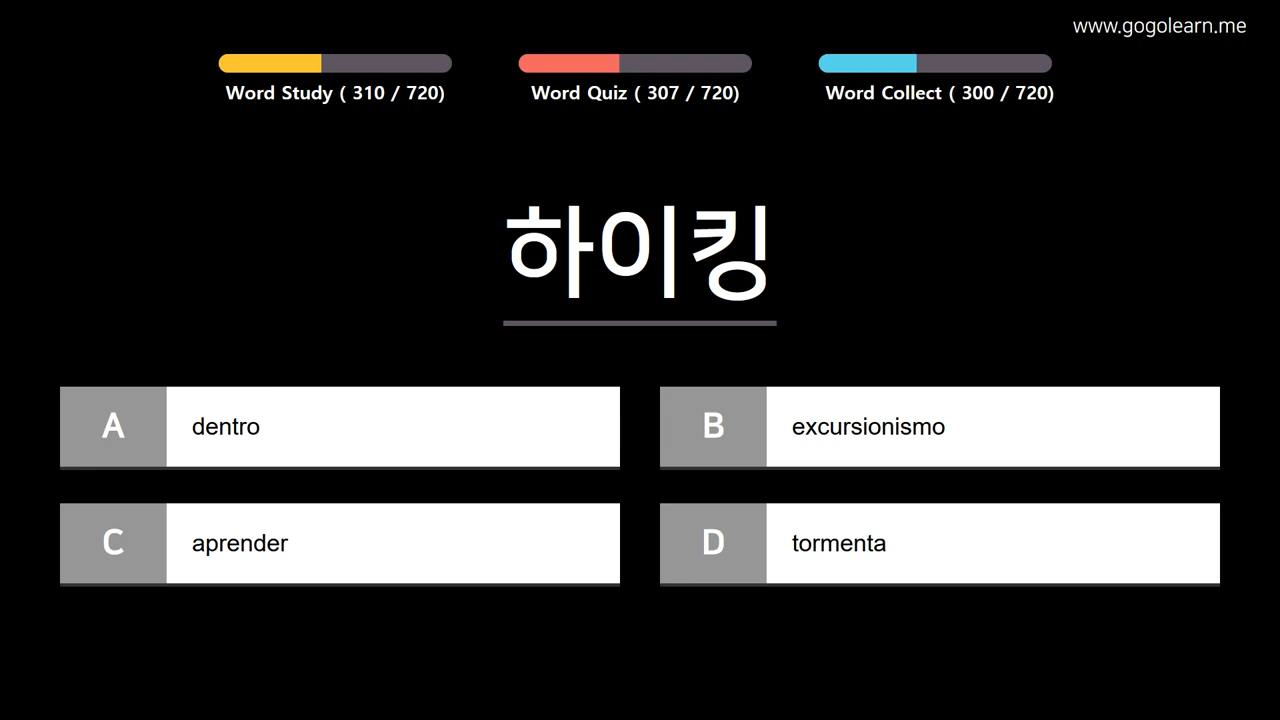 www.gogolearn.me
Word Study ( 310 / 720)
Word Quiz ( 307 / 720)
Word Collect ( 300 / 720)
하이킹
A dentro
B excursionismo
C aprender
D tormenta